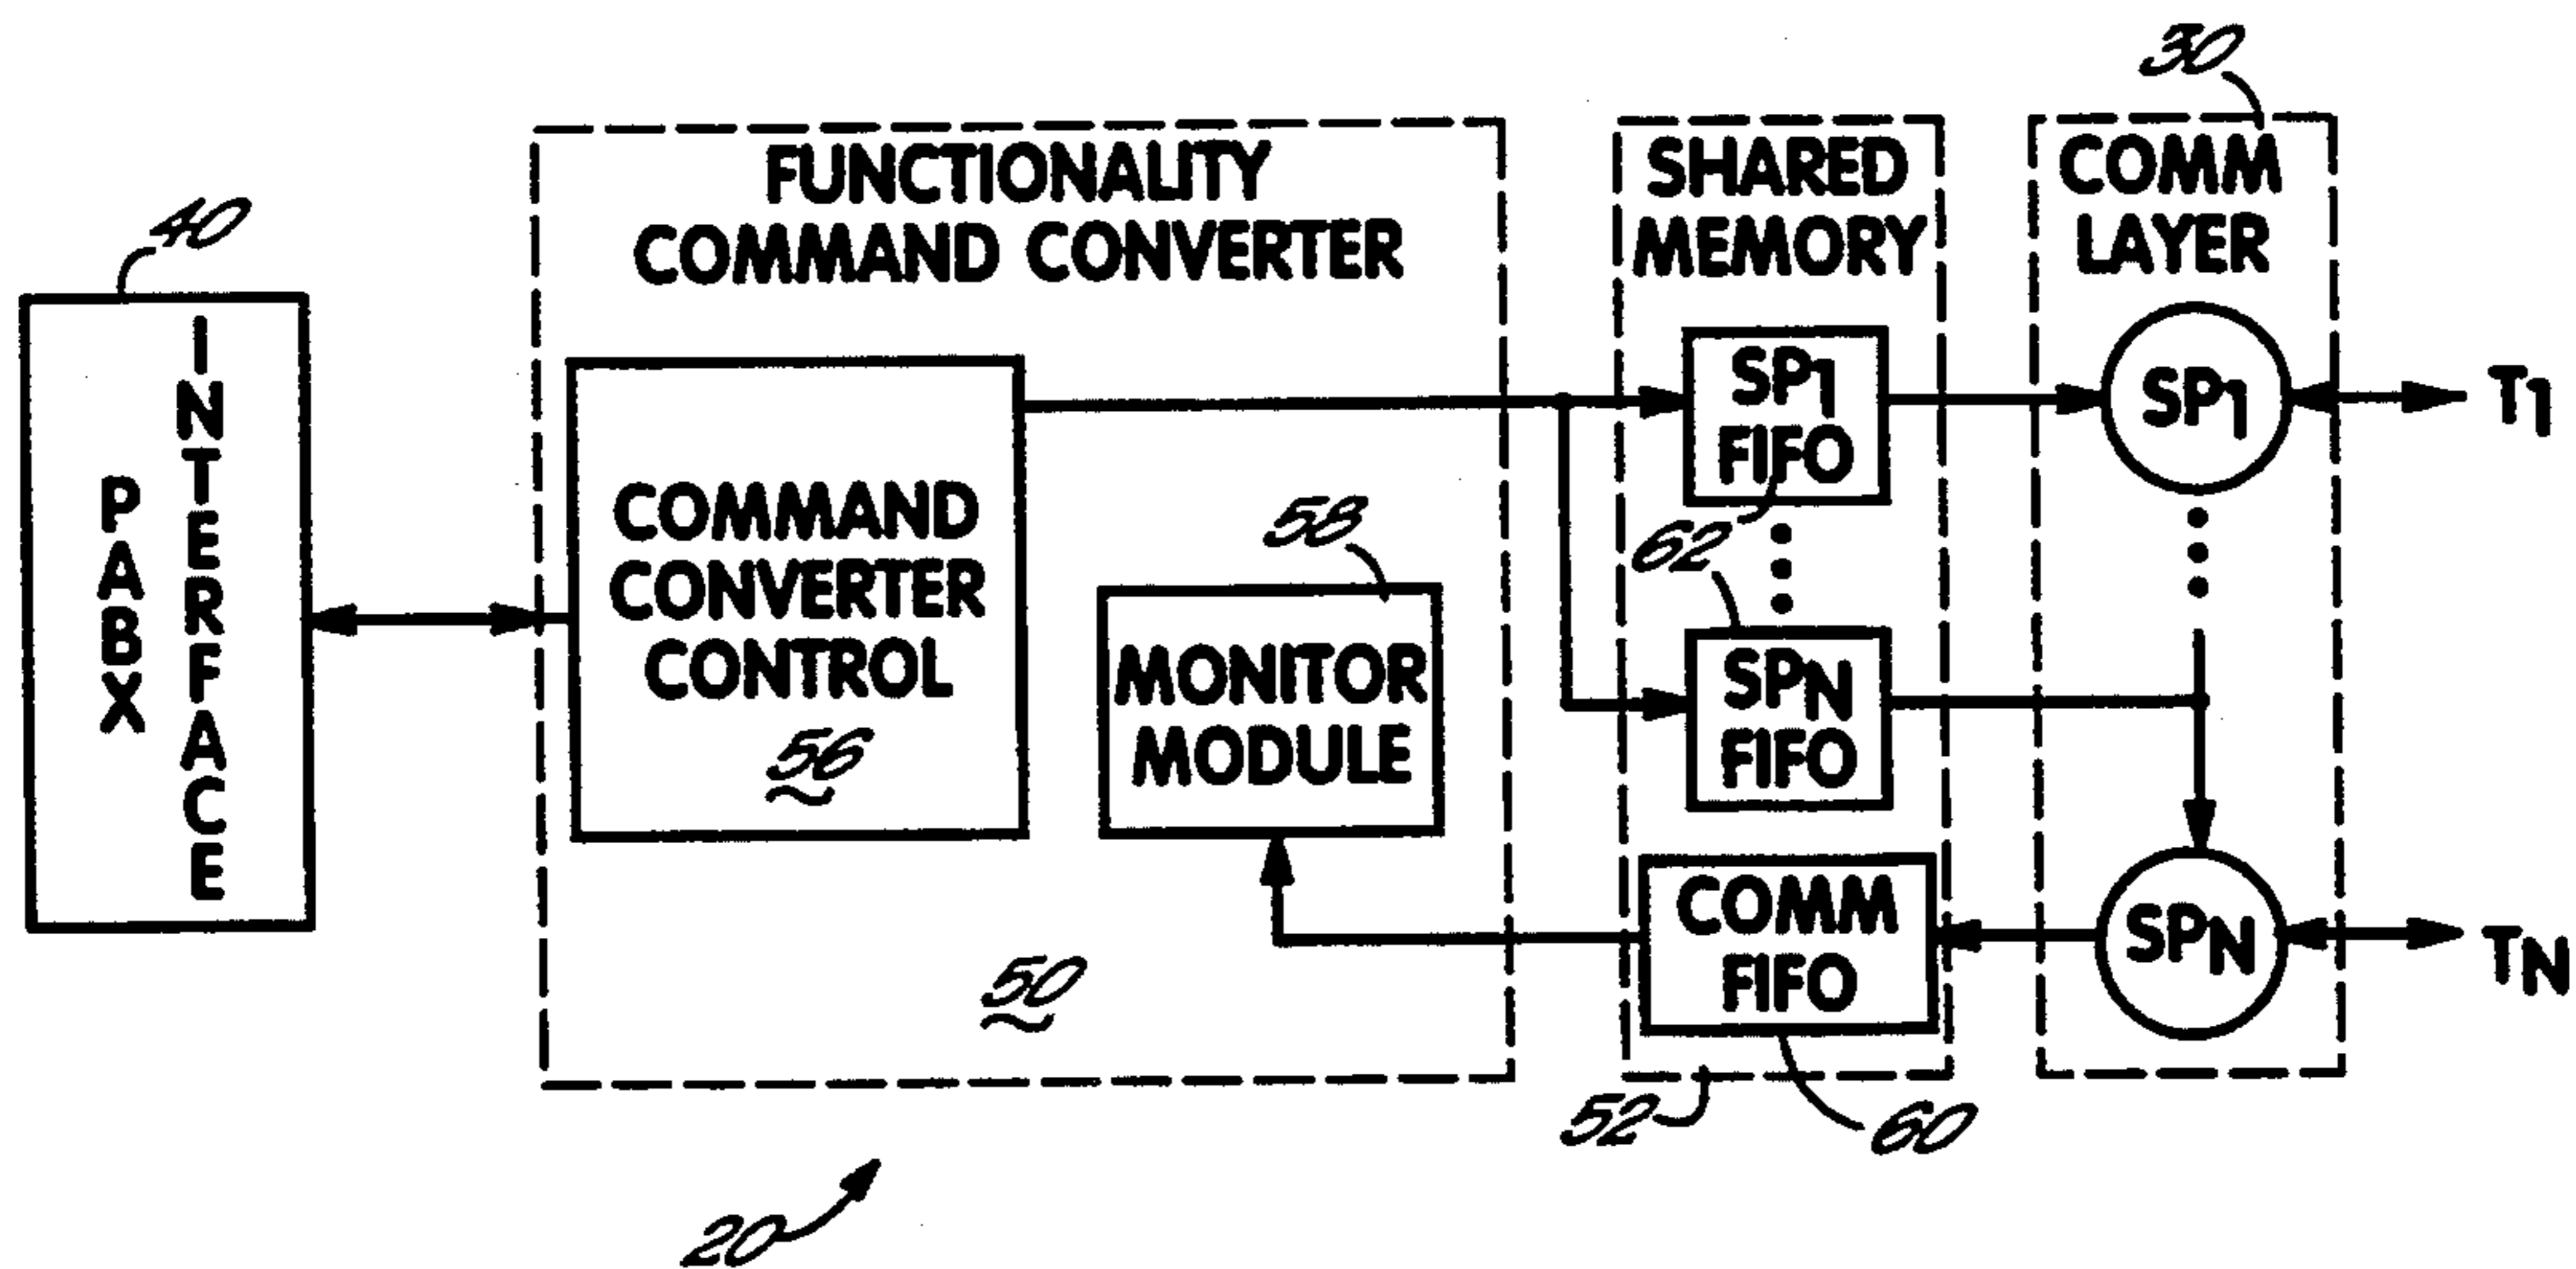 30
40
PABX
INTERFACE
FUNCTIONALITY
COMMAND CONVERTER
COMMAND
CONVERTER
CONTROL
56
58
MONITOR
MODULE
50
SHARED
MEMORY
SP1
FIFO
62
SPN
FIFO
COMM
FIFO
52
60
COMM
LAYER
SP1
SPN
T1
TN
20